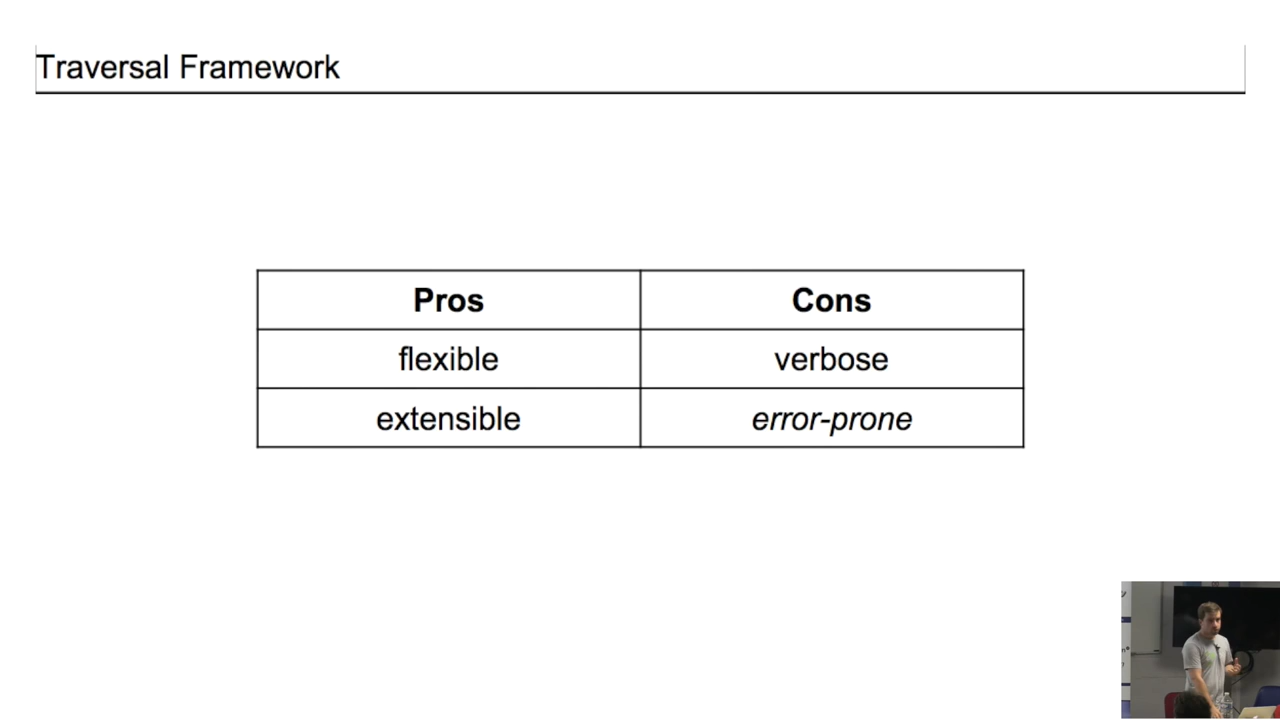 Traversal Framework
Pros Cons
flexible verbose
extensible error-prone